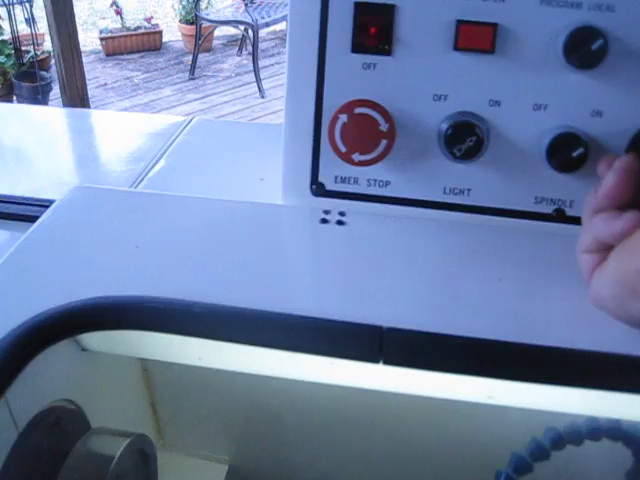 PROGRAM LOCAL
OFF
OFF ON OFF ON
EMER. STOP
LIGHT
SPINDLE